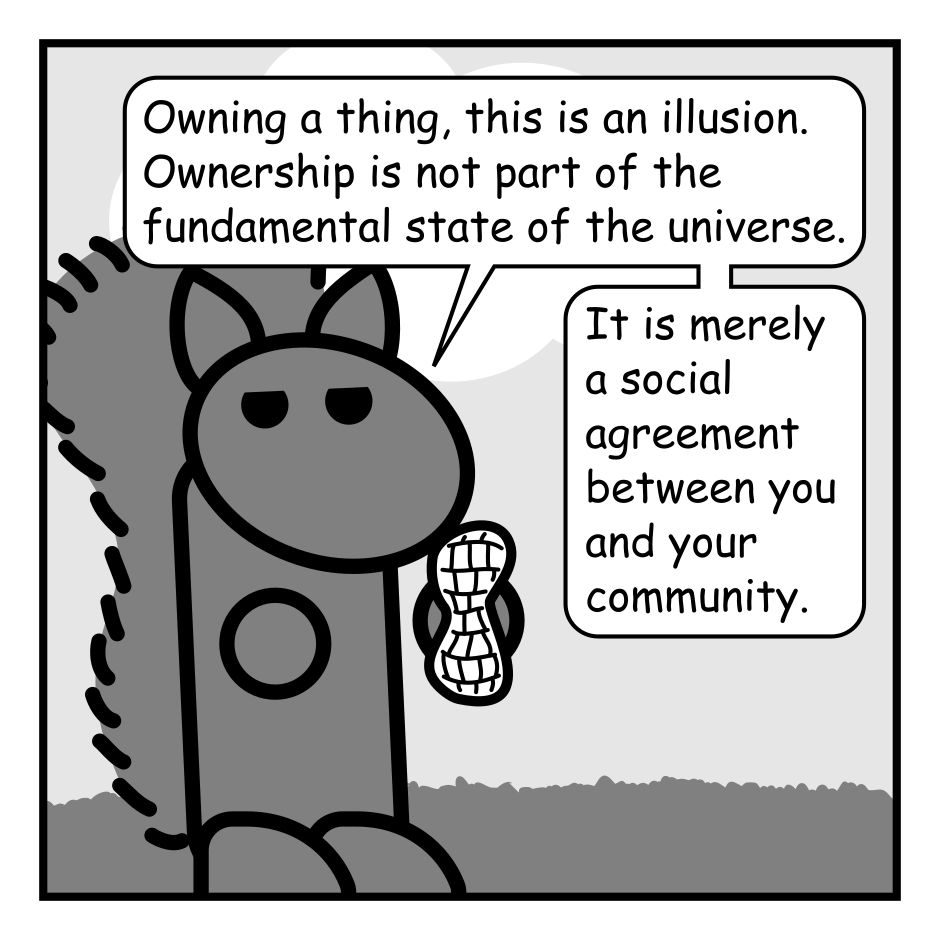 Owning a thing, this is an illusion.
Ownership is not part of the
fundamental state of the universe.
It is merely
a social
agreement
between you
and your
community.